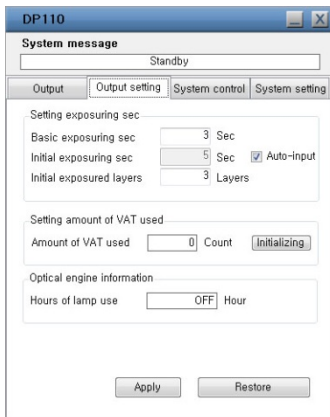 DP110
System message
Standby
Output
Output setting
System control
System setting
Setting exposuring sec
Basic exposuring sec 3 Sec
Initial exposuring sec 5 Sec Auto-input
Initial exposured layers 3 Layers
Setting amount of VAT used
Amount of VAT used 0 Count Initializing
Optical engine information
Hours of lamp use OFF Hour
Apply
Restore